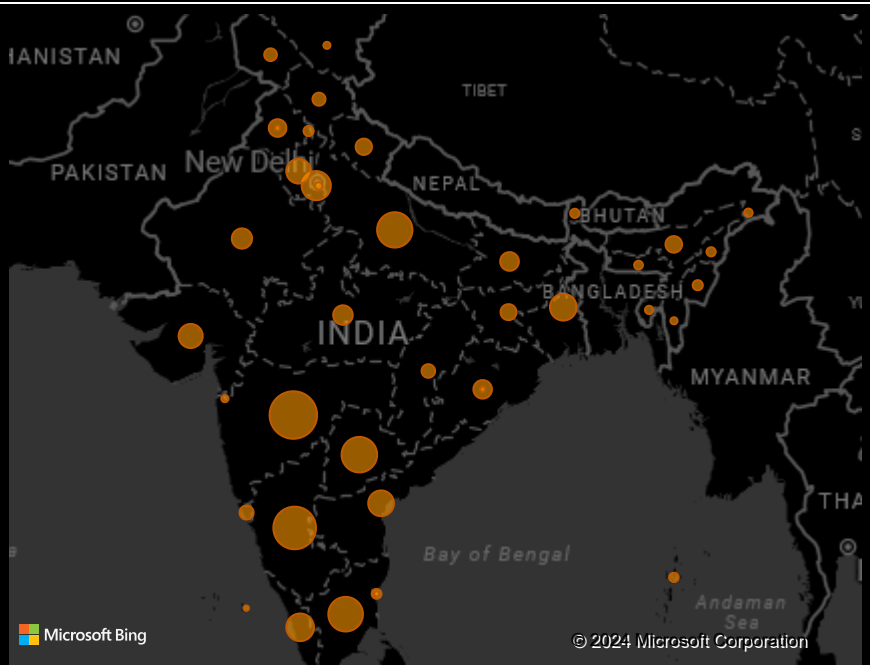 HANISTAN
TIBET
S
PAKISTAN
New Delhi
NEPAL
BHUTAN
BANGLADESH
INDIA
MYANMAR
THA
Bay of Bengal
Andaman
Sea
Microsoft Bing
© 2024 Microsoft Corporation